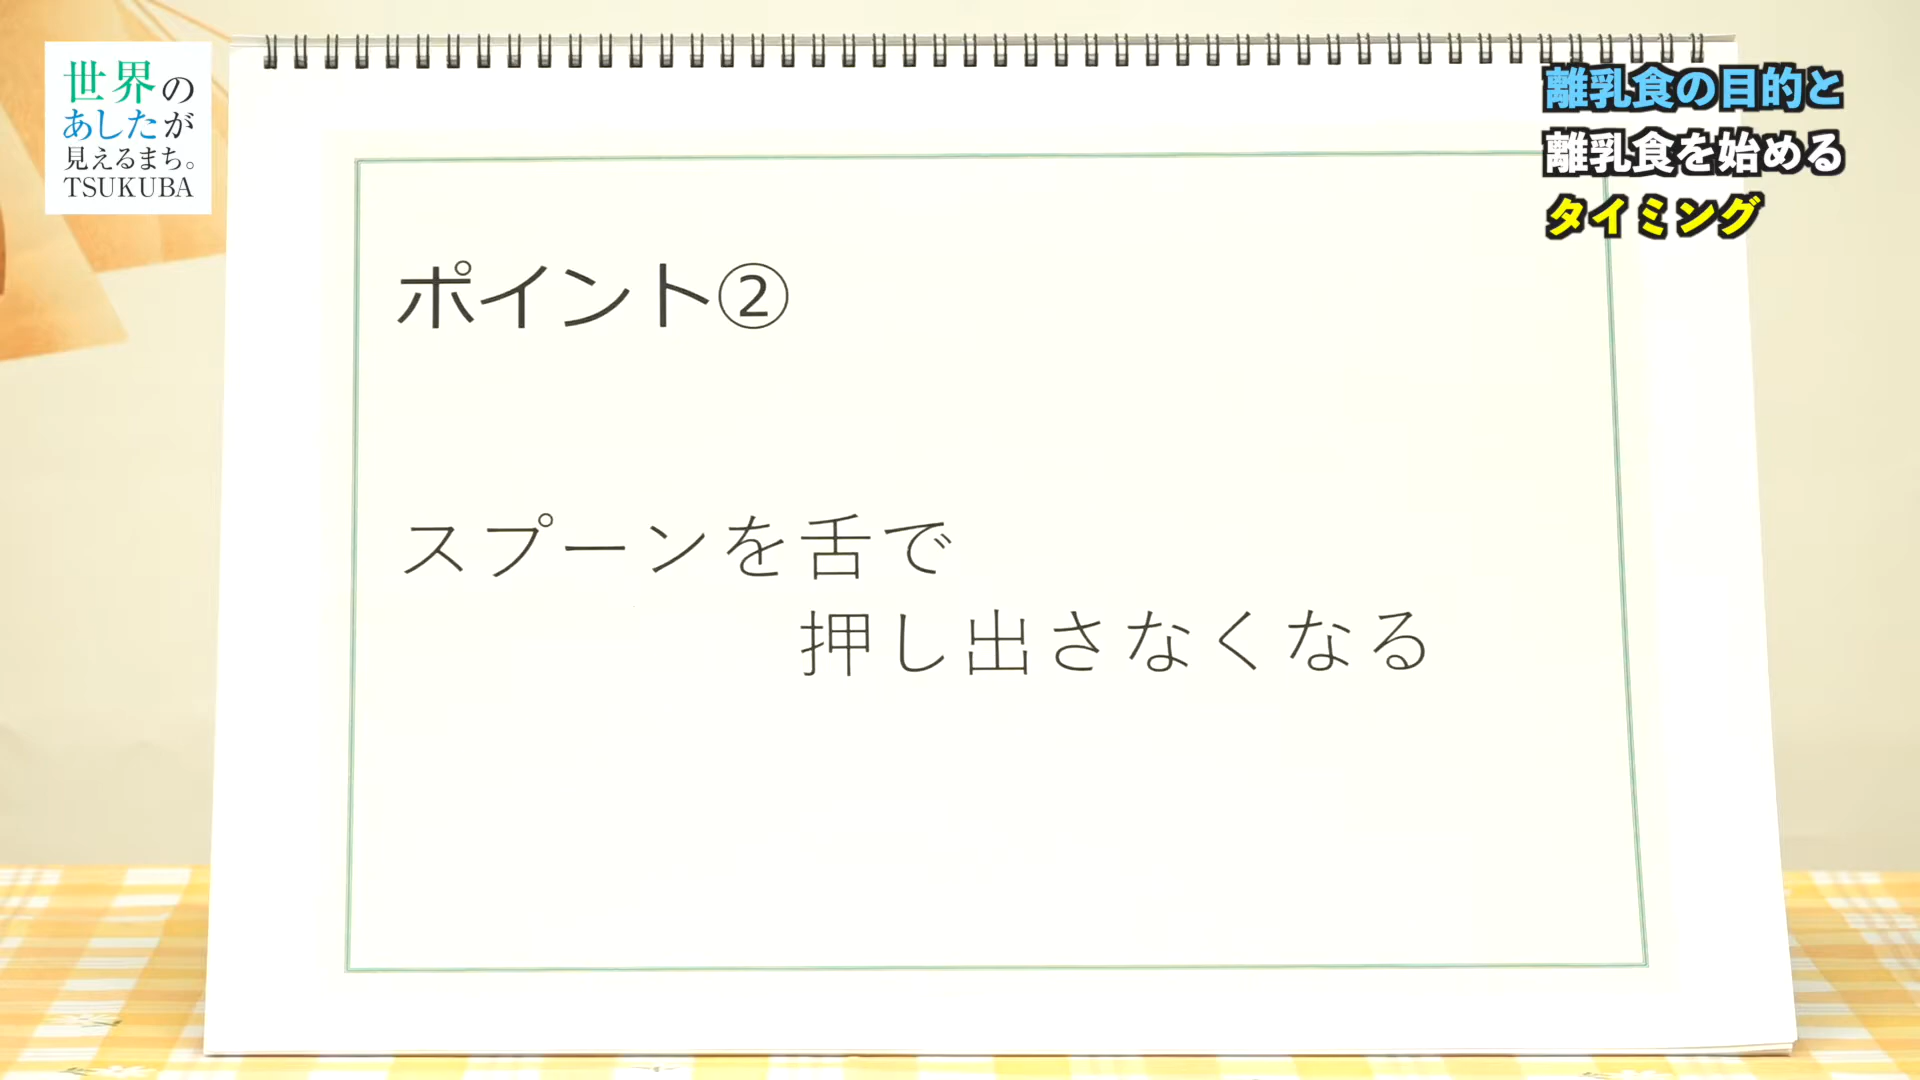 世界の
あしたが
見えるまち。
TSUKUBA
離乳食の目的と
離乳食を始める
タイミング
ポイント②
スプーンを舌で
押し出さなくなる